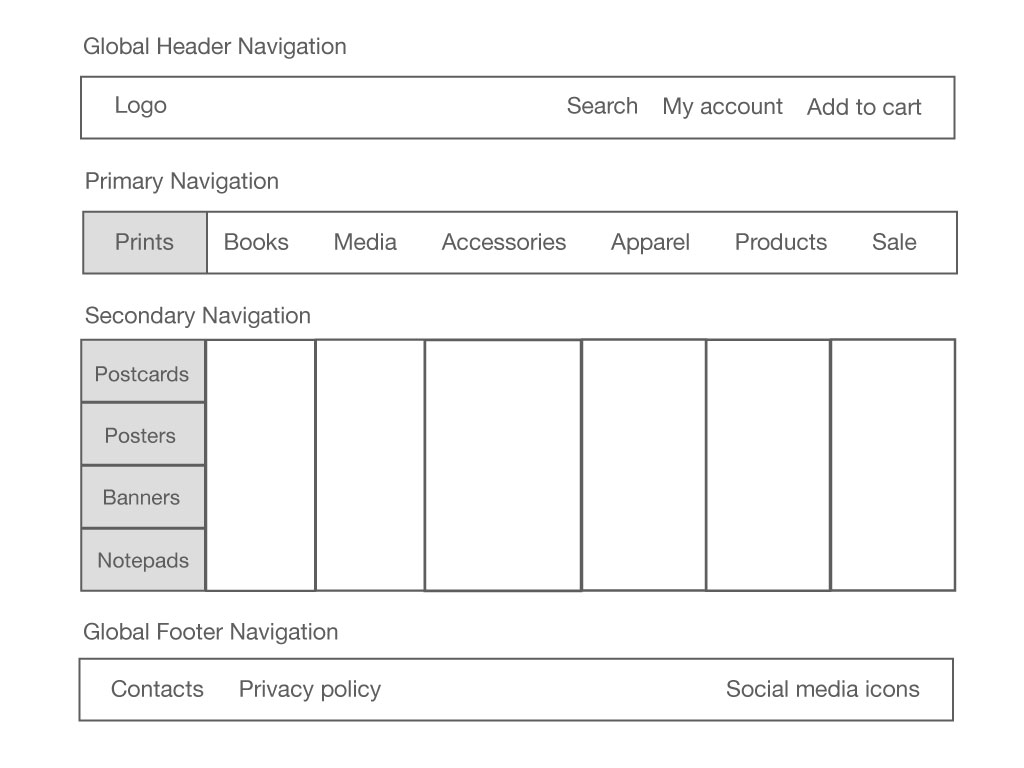 Global Header Navigation
Logo Search My account Add to cart
Primary Navigation
Prints Books Media Accessories Apparel Products Sale
Secondary Navigation
Postcards
Posters
Banners
Notepads
Global Footer Navigation
Contacts Privacy policy Social media icons